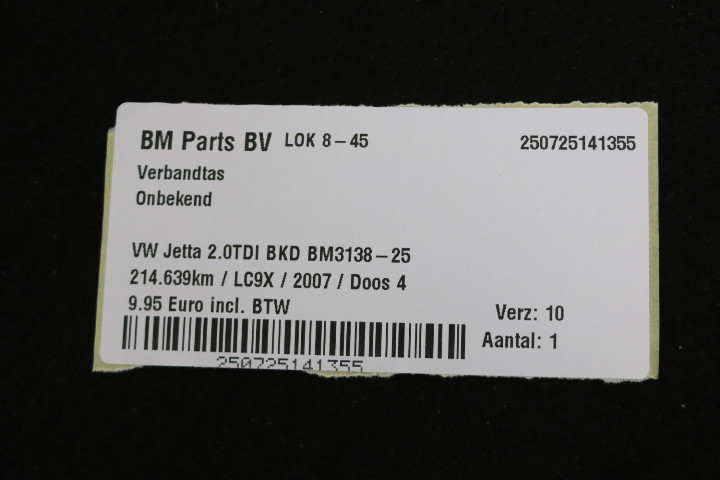 BM Parts BV LOK 8-45 250725141355
Verbandtas
Onbekend
VW Jetta 2.0TDI BKD BM3138-25
214.639km / LC9X / 2007 / Doos 4
9.95 Euro incl. BTW
Verz: 10
Aantal: 1
250725141355